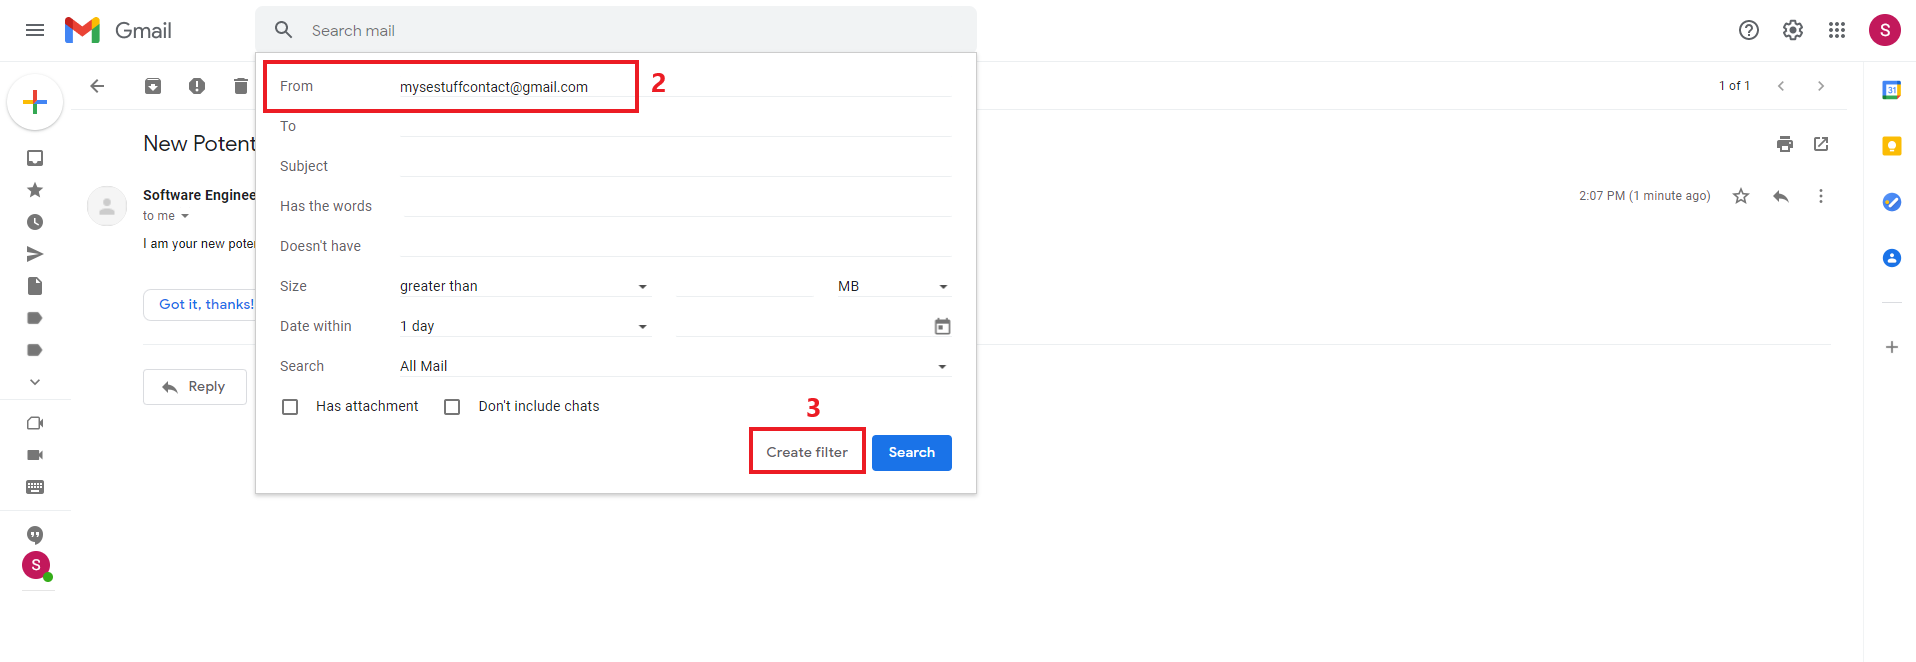 Gmail
Search mail
S
From mysestuffcontact@gmail.com 2
1 of 1
31
To
New Potent
Subject
Software Enginee
2:07 PM (1 minute ago)
to me
Has the words
I am your new poter
Doesn't have
Size greater than MB
Got it, thanks!
Date within 1 day
Search All Mail
Reply
Has attachment Don't include chats
3
Create filter Search
S